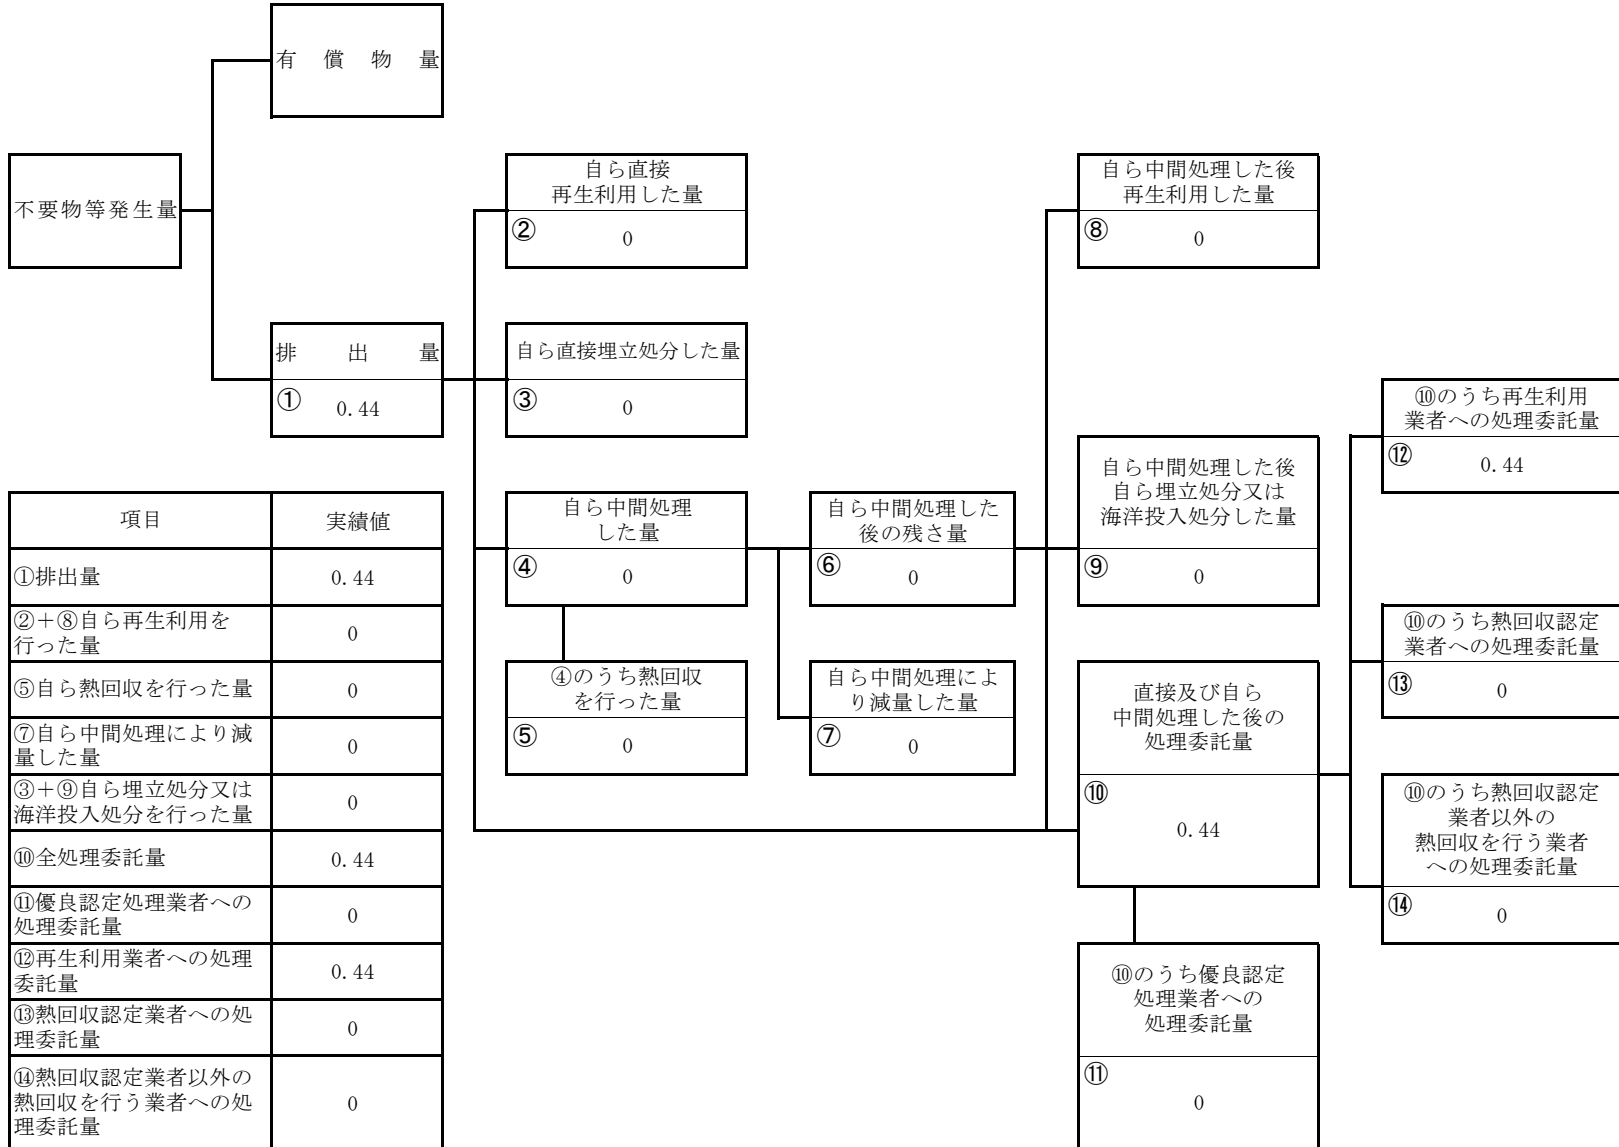 有償物量
不要物等発生量
排出量
① 0.44
自ら直接
再生利用した量
② 0
自ら直接埋立処分した量
③ 0
自ら中間処理
した量
④ 0
④のうち熱回収
を行った量
⑤ 0
自ら中間処理した
後の残さ量
⑥ 0
自ら中間処理によ
り減量した量
⑦ 0
自ら中間処理した後
再生利用した量
⑧ 0
自ら中間処理した後
自ら埋立処分又は
海洋投入処分した量
⑨ 0
直接及び自ら
中間処理した後の
処理委託量
⑩
0.44
⑩のうち優良認定
処理業者への
処理委託量
⑪
0
⑩のうち再生利用
業者への処理委託量
⑫ 0.44
⑩のうち熱回収認定
業者への処理委託量
⑬ 0
⑩のうち熱回収認定
業者以外の
熱回収を行う業者
への処理委託量
⑭ 0
項目 実績値
①排出量 0.44
②+⑧自ら再生利用を
行った量 0
⑤自ら熱回収を行った量 0
⑦自ら中間処理により減
量した量 0
③+⑨自ら埋立処分又は
海洋投入処分を行った量 0
⑩全処理委託量 0.44
⑪優良認定処理業者への
処理委託量 0
⑫再生利用業者への処理
委託量 0.44
⑬熱回収認定業者への処
理委託量 0
⑭熱回収認定業者以外の
熱回収を行う業者への処
理委託量 0